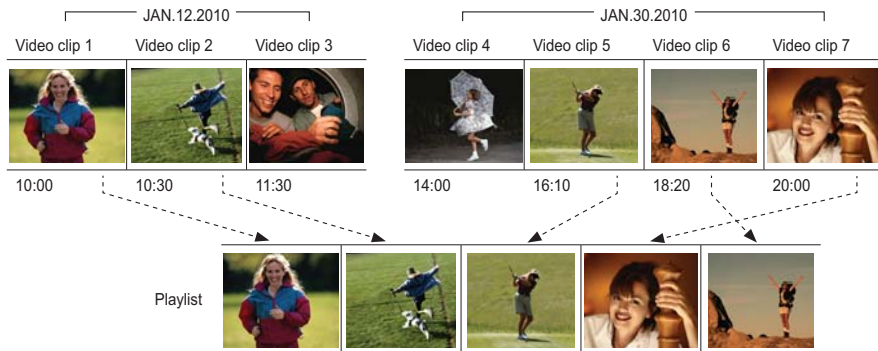 JAN.12.2010 JAN.30.2010
Video clip 1 Video clip 2 Video clip 3 Video clip 4 Video clip 5 Video clip 6 Video clip 7
10:00 10:30 11:30 14:00 16:10 18:20 20:00
Playlist